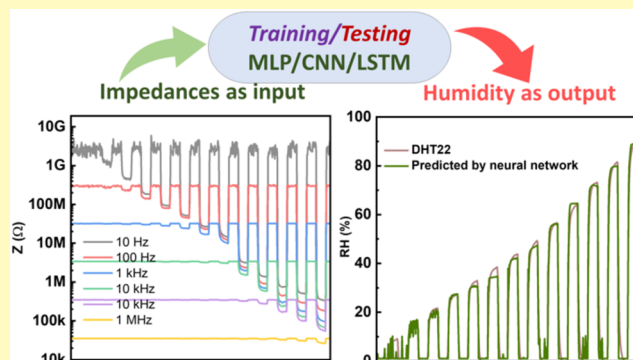 Training/Testing
MLP/CNN/LSTM
Impedances as input
Humidity as output
10G
1G
100M
10M
1M
100k
10k
Z (Ω)
10 Hz
100 Hz
1 kHz
10 kHz
10 kHz
1 MHz
100
80
60
40
20
0
RH (%)
DHT22
Predicted by neural network